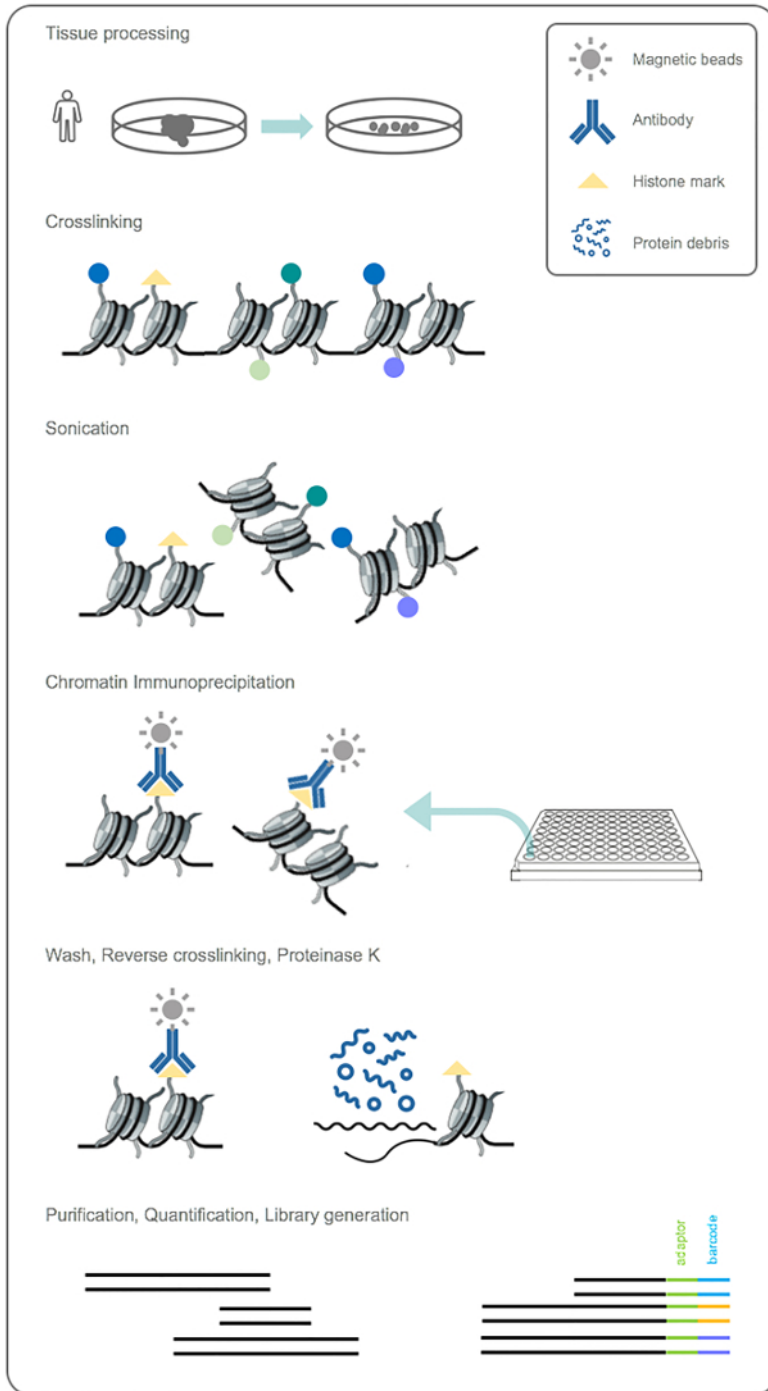 Tissue processing
Magnetic beads
Antibody
Histone mark
Protein debris
Crosslinking
Sonication
Chromatin Immunoprecipitation
Wash, Reverse crosslinking, Proteinase K
Purification, Quantification, Library generation
adaptor
barcode